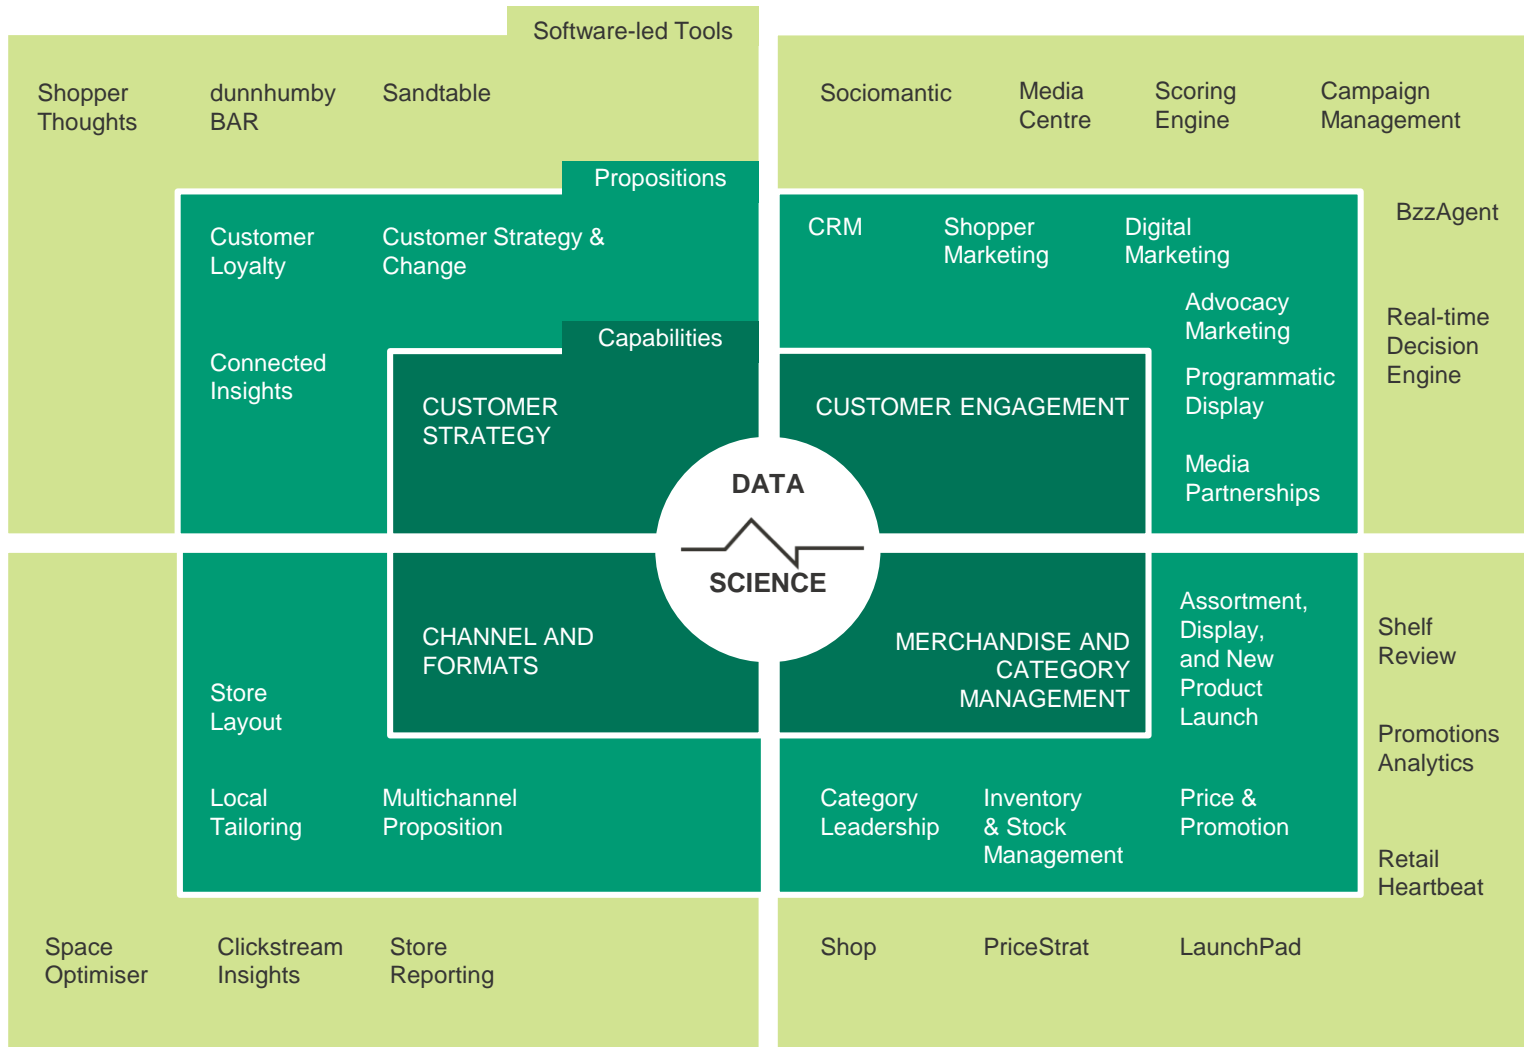 Software-led Tools
Shopper
Thoughts
dunnhumby
BAR
Sandtable
Propositions
Customer
Loyalty
Customer Strategy &
Change
Connected
Insights
Capabilities
CUSTOMER
STRATEGY
Sociomantic
Media
Centre
Scoring
Engine
Campaign
Management
BzzAgent
Real-time
Decision
Engine
CRM
Shopper
Marketing
Digital
Marketing
Advocacy
Marketing
Programmatic
Display
Media
Partnerships
CUSTOMER ENGAGEMENT
DATA
SCIENCE
CHANNEL AND
FORMATS
Store
Layout
Local
Tailoring
Multichannel
Proposition
Space
Optimiser
Clickstream
Insights
Store
Reporting
MERCHANDISE AND
CATEGORY
MANAGEMENT
Assortment,
Display,
and New
Product
Launch
Category
Leadership
Inventory
& Stock
Management
Price &
Promotion
Shelf
Review
Promotions
Analytics
Retail
Heartbeat
Shop
PriceStrat
LaunchPad